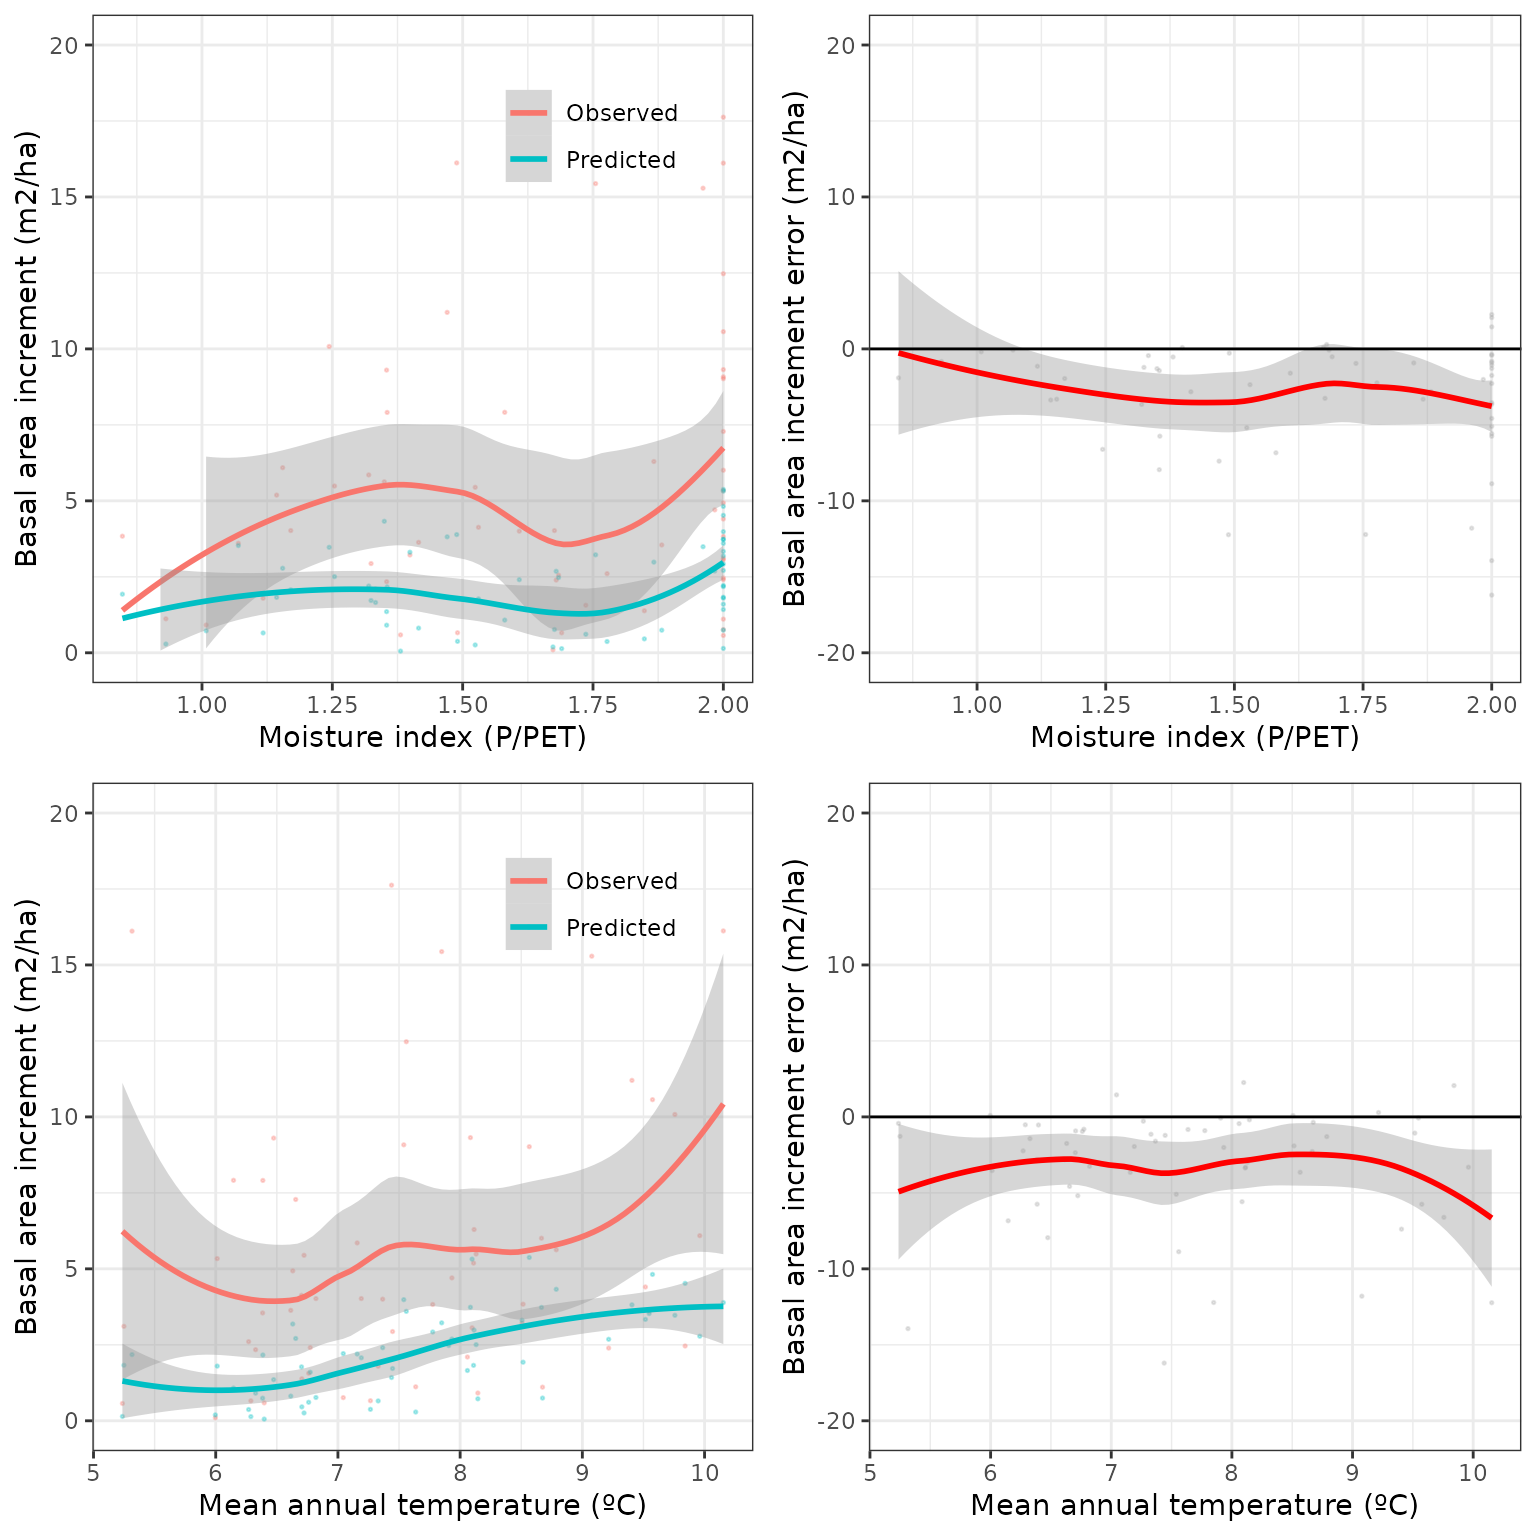 Basal area increment (m2/ha)
20
15
10
5
0
Observed
Predicted
1.00 1.25 1.50 1.75 2.00
Moisture index (P/PET)
Basal area increment error (m2/ha)
20
10
0
-10
-20
1.00 1.25 1.50 1.75 2.00
Moisture index (P/PET)
Basal area increment (m2/ha)
20
15
10
5
0
Observed
Predicted
5 6 7 8 9 10
Mean annual temperature (ºC)
Basal area increment error (m2/ha)
20
10
0
-10
-20
5 6 7 8 9 10
Mean annual temperature (ºC)